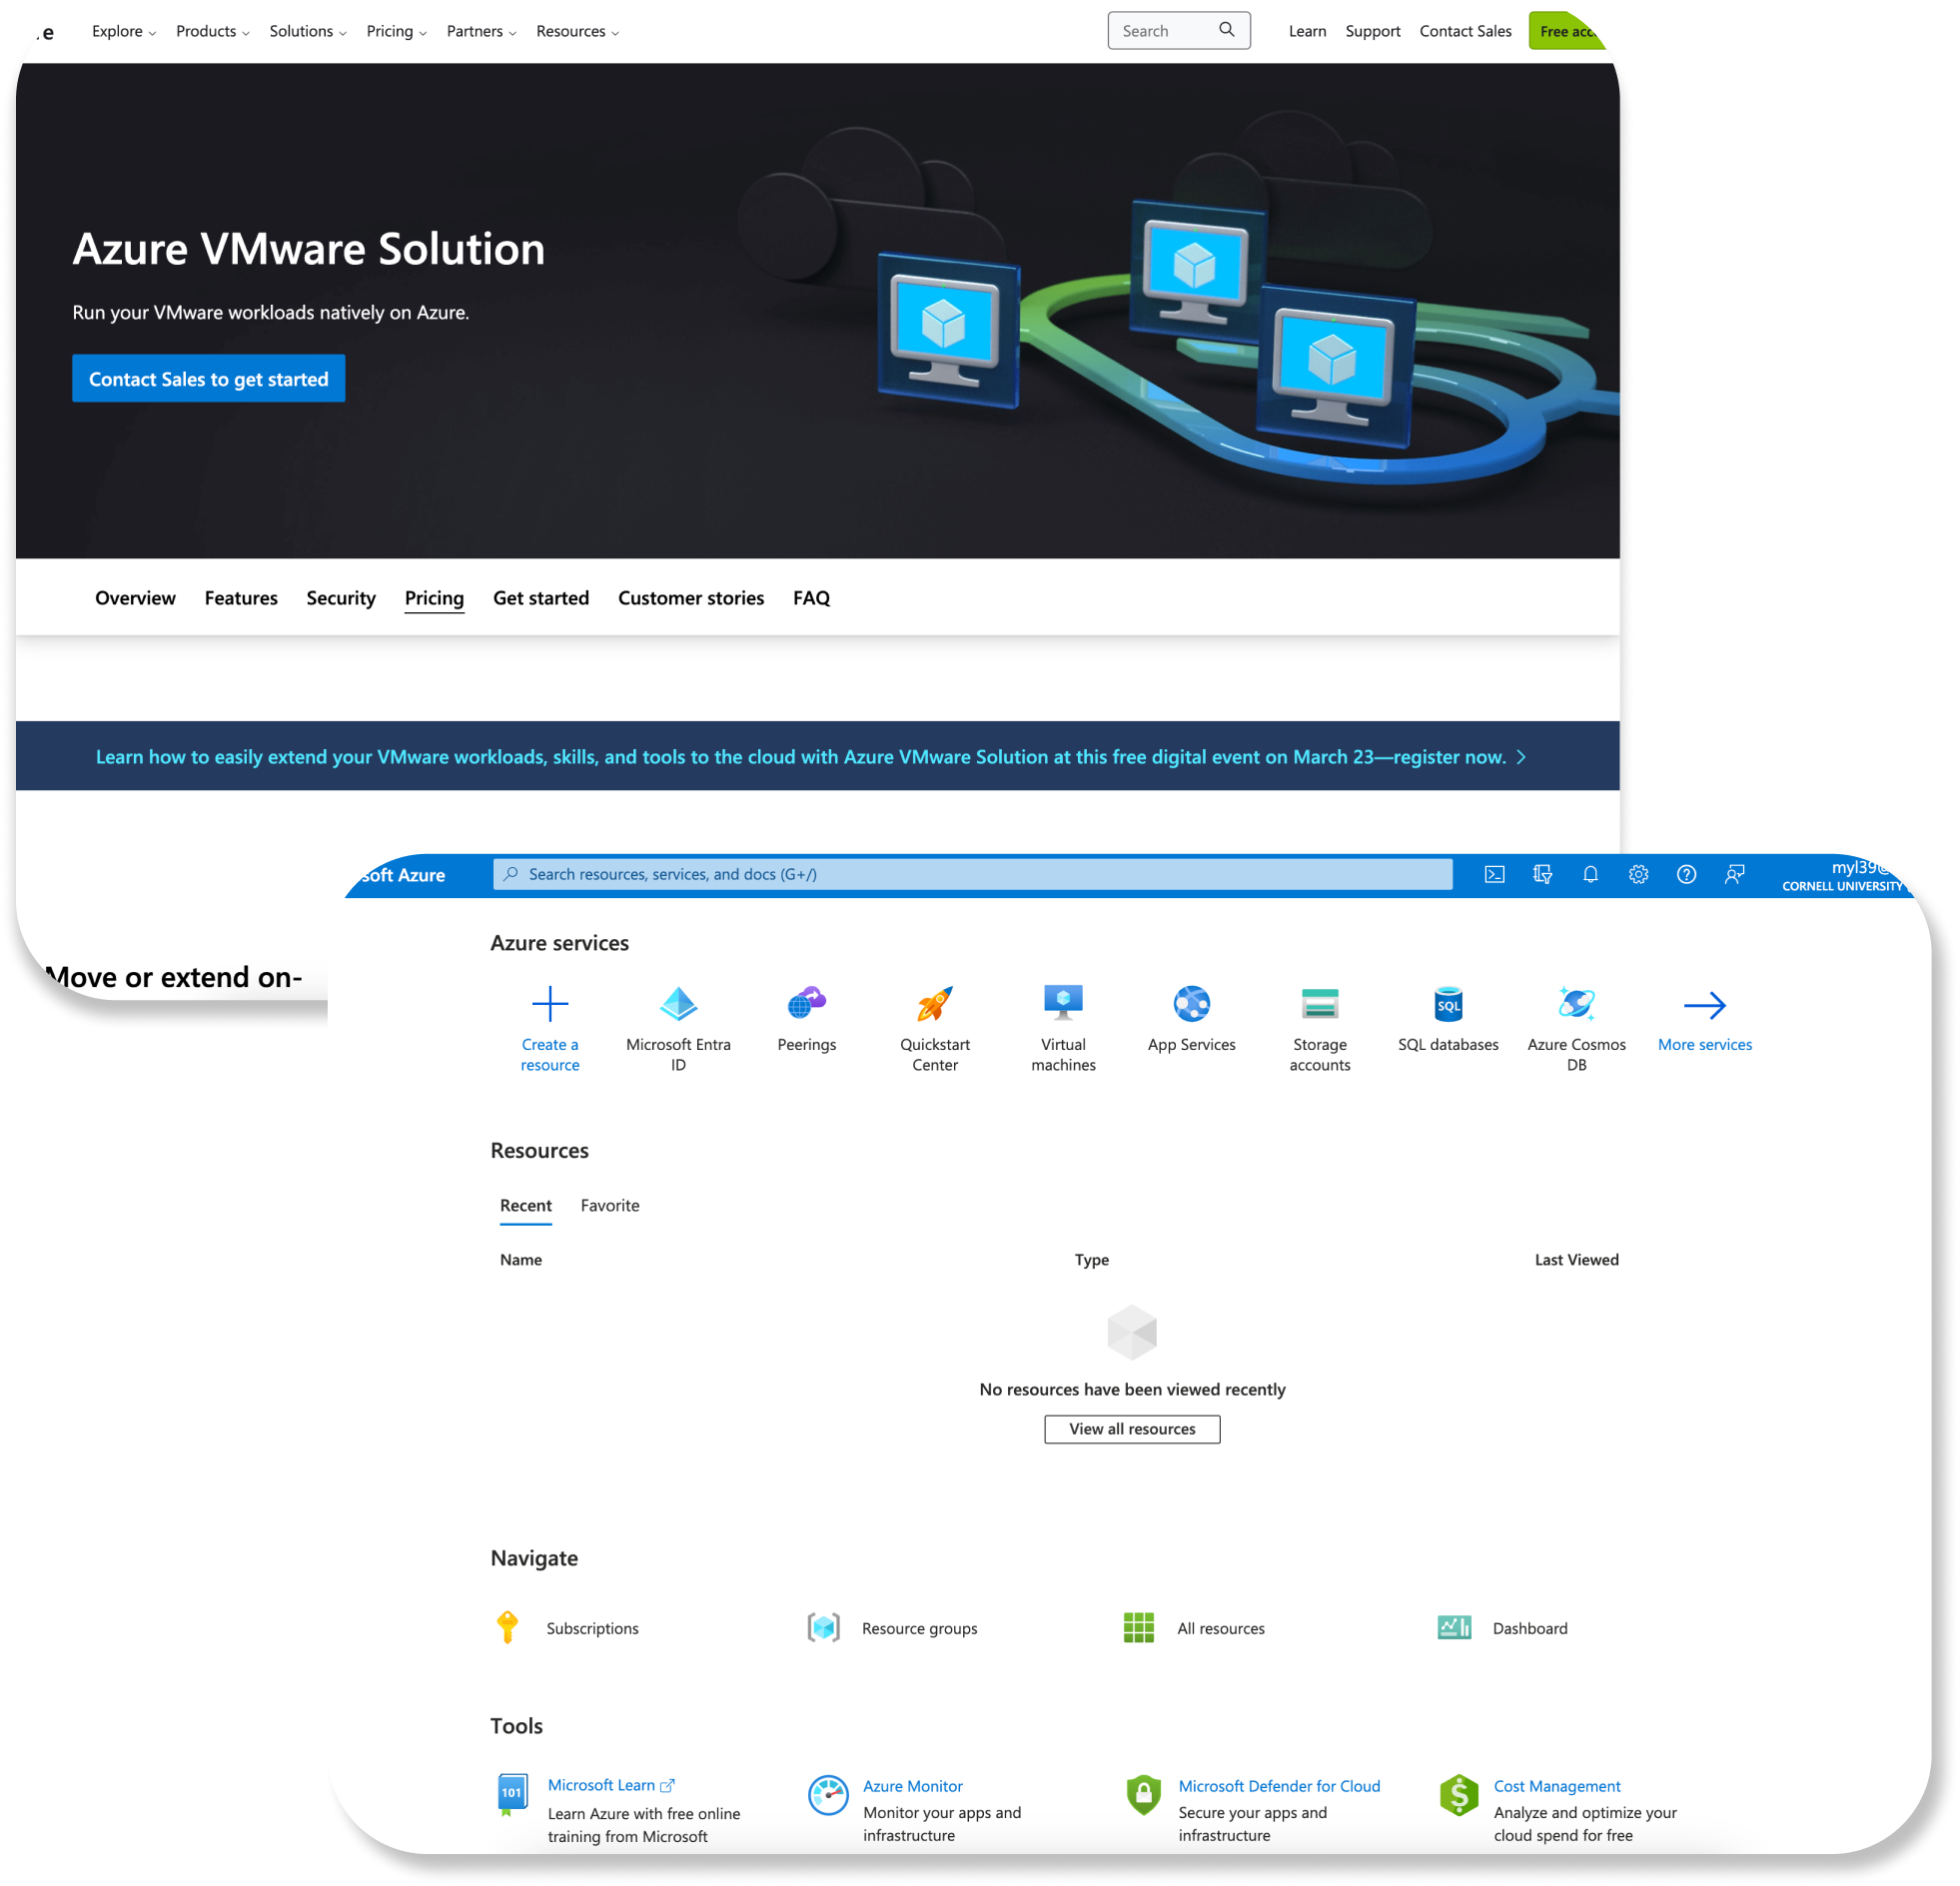 Explore Products Solutions Pricing Partners Resources Search Learn Support Contact Sales Free
Azure VMware Solution
Run your VMware workloads natively on Azure.
Contact Sales to get started
Overview Features Security Pricing Get started Customer stories FAQ
Learn how to easily extend your VMware workloads, skills, and tools to the cloud with Azure VMware Solution at this free digital event on March 23—register now.
Move or extend on-
soft Azure Search resources, services, and docs (G+/) myl39@
CORNELL UNIVERSITY
Azure services
Create a resource
Microsoft Entra ID
Peerings
Quickstart Center
Virtual machines
App Services
Storage accounts
SQL
SQL databases
Azure Cosmos DB
More services
Resources
Recent Favorite
Name Type Last Viewed
No resources have been viewed recently
View all resources
Navigate
Subscriptions Resource groups All resources Dashboard
Tools
101
Microsoft Learn
Learn Azure with free online
training from Microsoft
Azure Monitor
Monitor your apps and
infrastructure
Microsoft Defender for Cloud
Secure your apps and
infrastructure
Cost Management
Analyze and optimize your
cloud spend for free